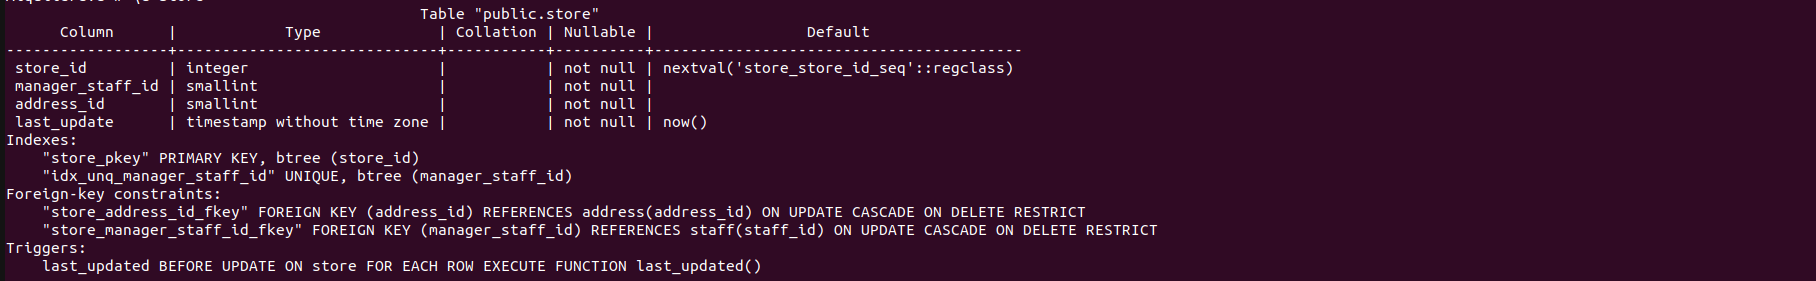 Table "public.store"
Column | Type | Collation | Nullable | Default
------------------+-----------------------------+-----------+----------+-----------------------------------------
store_id | integer | | not null | nextval('store_store_id_seq'::regclass)
manager_staff_id | smallint | | not null |
address_id | smallint | | not null |
last_update | timestamp without time zone | | not null | now()
Indexes:
"store_pkey" PRIMARY KEY, btree (store_id)
"idx_unq_manager_staff_id" UNIQUE, btree (manager_staff_id)
Foreign-key constraints:
"store_address_id_fkey" FOREIGN KEY (address_id) REFERENCES address(address_id) ON UPDATE CASCADE ON DELETE RESTRICT
"store_manager_staff_id_fkey" FOREIGN KEY (manager_staff_id) REFERENCES staff(staff_id) ON UPDATE CASCADE ON DELETE RESTRICT
Triggers:
last_updated BEFORE UPDATE ON store FOR EACH ROW EXECUTE FUNCTION last_updated()